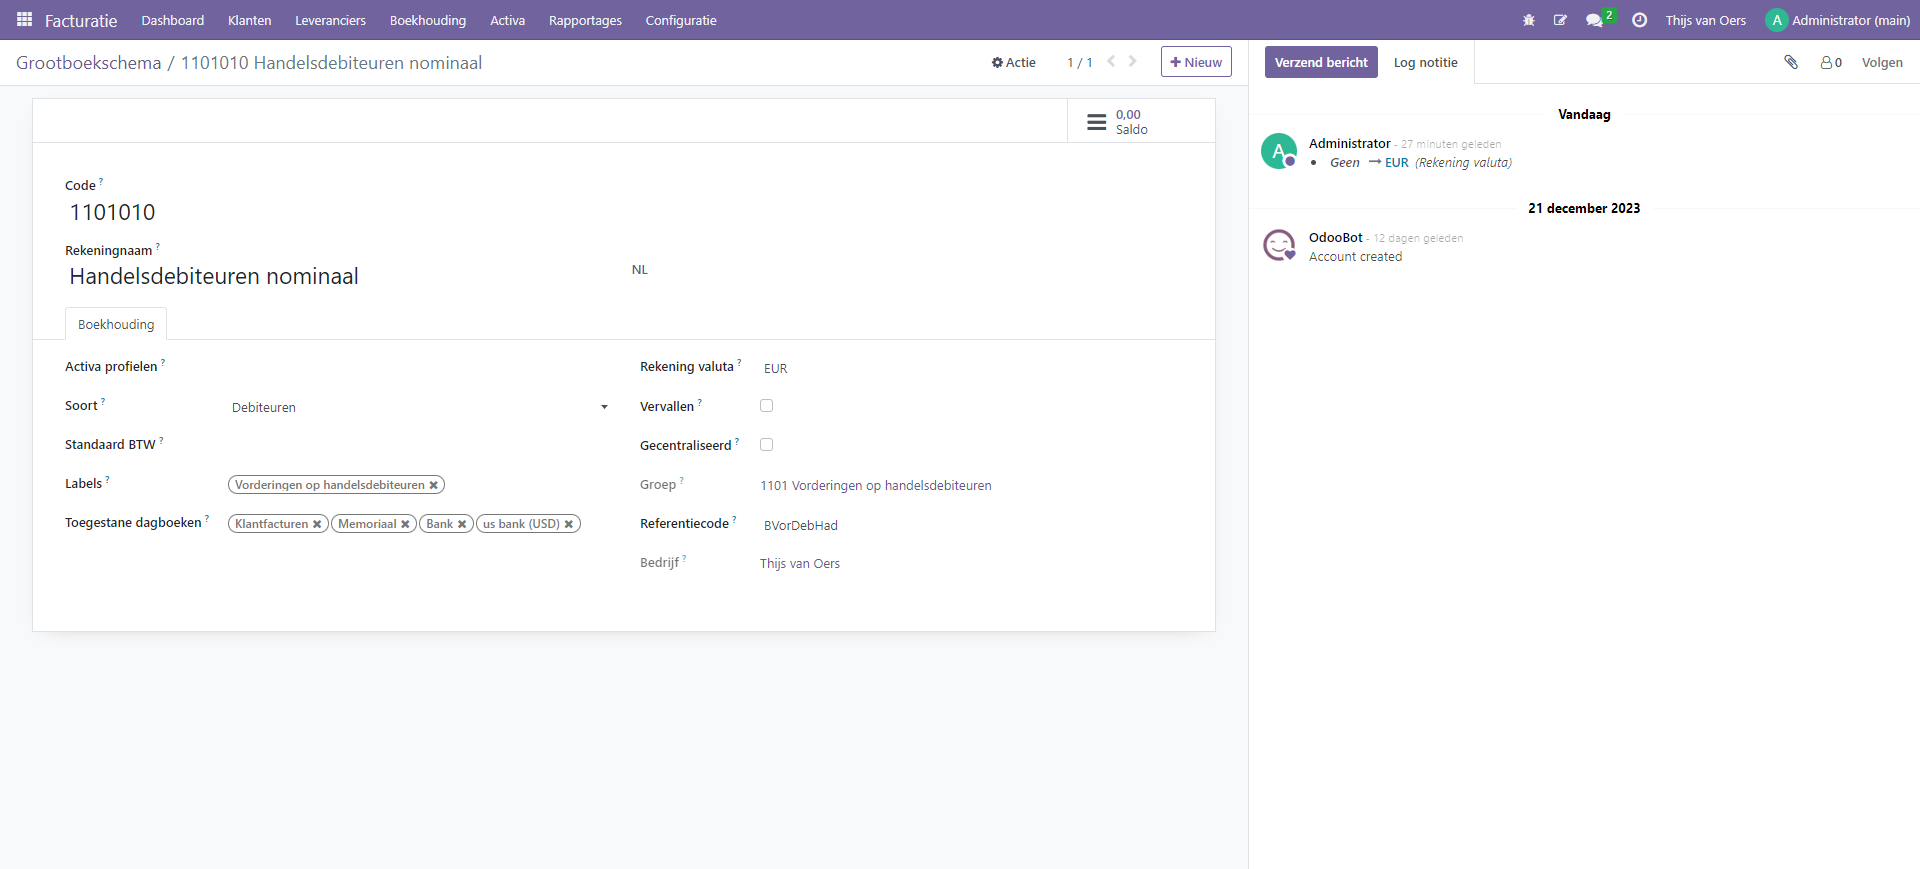 Facturatie Dashboard Klanten Leveranciers Boekhouding Activa Rapportages Configuratie 2 Thijs van Oers A Administrator (main)
Grootboekschema / 1101010 Handelsdebiteuren nominaal Actie 1 / 1 Nieuw
0,00
Saldo
Code ?
1101010
Rekeningnaam ?
Handelsdebiteuren nominaal NL
Boekhouding
Activa profielen ?
Soort ? Debiteuren
Standaard BTW ?
Labels ? Vorderingen op handelsdebiteuren
Toegestane dagboeken ? Klantfacturen Memoriaal Bank us bank (USD)
Rekening valuta ? EUR
Vervallen ?
Gecentraliseerd ?
Groep ? 1101 Vorderingen op handelsdebiteuren
Referentiecode ? BVorDebHad
Bedrijf ? Thijs van Oers
Verzend bericht Log notitie 0 Volgen
Vandaag
A Administrator - 27 minuten geleden
• Geen → EUR (Rekening valuta)
21 december 2023
OdooBot - 12 dagen geleden
Account created